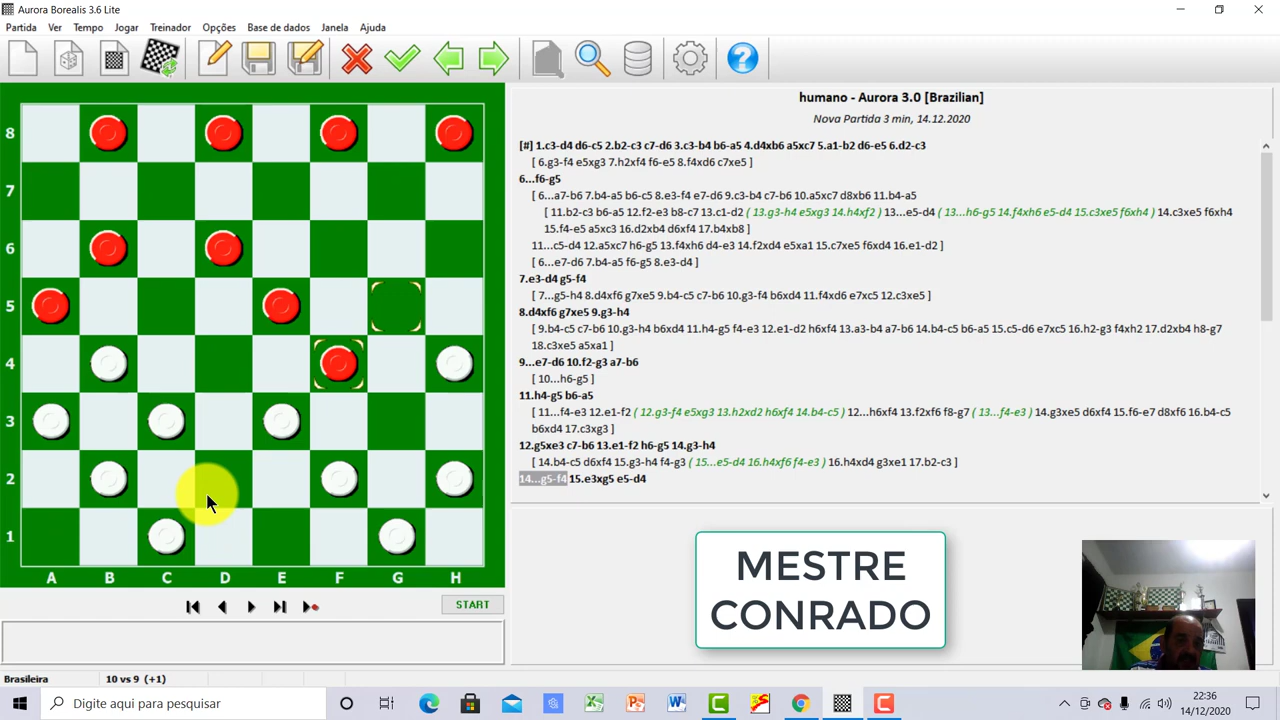 Aurora Borealis 3.6 Lite
Partida Ver Tempo Jogar Treinador Opções Base de dados Janela Ajuda
humano - Aurora 3.0 [Brazilian]
Nova Partida 3 min, 14.12.2020
[#] 1.c3-d4 d6-c5 2.b2-c3 c7-d6 3.c3-b4 b6-a5 4.d4xb6 a5xc7 5.a1-b2 d6-e5 6.d2-c3
[ 6.g3-f4 e5xg3 7.h2xf4 f6-e5 8.f4xd6 c7xe5 ]
6...f6-g5
[ 6...a7-b6 7.b4-a5 b6-c5 8.e3-f4 e7-d6 9.c3-b4 c7-b6 10.a5xc7 d8xb6 11.b4-a5
[ 11.b2-c3 b6-a5 12.f2-e3 b8-c7 13.c1-d2 ( 13.g3-h4 e5xg3 14.h4xf2 ) 13...e5-d4 ( 13...h6-g5 14.f4xh6 e5-d4 15.c3xe5 f6xh4 ) 14.c3xe5 f6xh4
15.f4-e5 a5xc3 16.d2xb4 d6xf4 17.b4xb8 ]
11...c5-d4 12.a5xc7 h6-g5 13.f4xh6 d4-e3 14.f2xd4 e5xa1 15.c7xe5 f6xd4 16.e1-d2 ]
[ 6...e7-d6 7.b4-a5 f6-g5 8.e3-d4 ]
7.e3-d4 g5-f4
[ 7...g5-h4 8.d4xf6 g7xe5 9.b4-c5 c7-b6 10.g3-f4 b6xd4 11.f4xd6 e7xc5 12.c3xe5 ]
8.d4xf6 g7xe5 9.g3-h4
[ 9.b4-c5 c7-b6 10.g3-h4 b6xd4 11.h4-g5 f4-e3 12.e1-d2 h6xf4 13.a3-b4 a7-b6 14.b4-c5 b6-a5 15.c5-d6 e7xc5 16.h2-g3 f4xh2 17.d2xb4 h8-g7
18.c3xe5 a5xa1 ]
9...e7-d6 10.f2-g3 a7-b6
[ 10...h6-g5 ]
11.h4-g5 b6-a5
[ 11...f4-e3 12.e1-f2 ( 12.g3-f4 e5xg3 13.h2xd2 h6xf4 14.b4-c5 ) 12...h6xf4 13.f2xf6 f8-g7 ( 13...f4-e3 ) 14.g3xe5 d6xf4 15.f6-e7 d8xf6 16.b4-c5
b6xd4 17.c3xg3 ]
12.g5xe3 c7-b6 13.e1-f2 h6-g5 14.g3-h4
[ 14.b4-c5 d6xf4 15.g3-h4 f4-g3 ( 15...e5-d4 16.h4xf6 f4-e3 ) 16.h4xd4 g3xe1 17.b2-c3 ]
14...g5-f4 15.e3xg5 e5-d4
8
7
6
5
4
3
2
1
A B C D E F G H
START
MESTRE
CONRADO
Brasileira 10 vs 9 (+1)
Digite aqui para pesquisar
22:36
14/12/2020